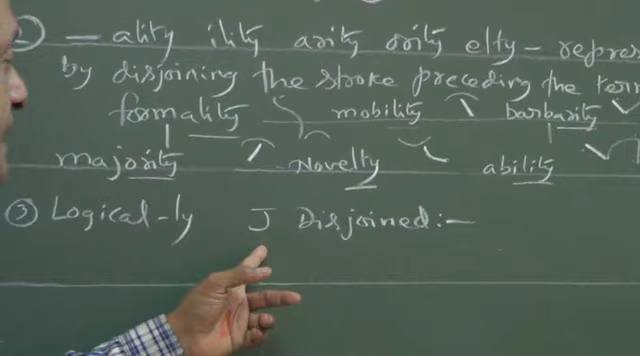 2) — ality ility arity ority elty – repres
by disjoining the stroke preceding the term
formality mobility barbarity
majority Novelty ability
③ Logical-ly J Disjoined:—